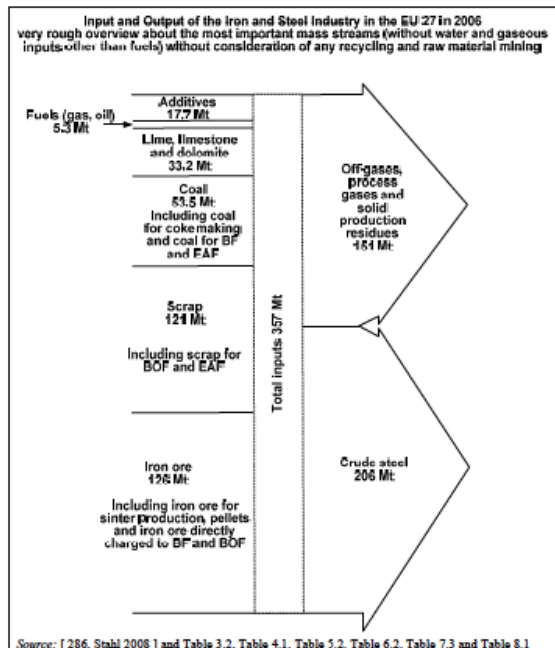 Input and Output of the Iron and Steel Industry in the EU 27 in 2006
very rough overview about the most important mass streams (without water and gaseous
inputs other than fuels) without consideration of any recycling and raw material mining
Additives
17.7 Mt
Fuels (gas, oil)
5.3 Mt
Lime, limestone
and dolomite
33.2 Mt
Coal
53.5 Mt
Including coal
for cokemaking
and coal for BF
and EAF
Scrap
121 Mt
Including scrap for
BOF and EAF
Iron ore
126 Mt
Including iron ore for
sinter production, pellets
and iron ore directly
charged to BF and BOF
Total inputs 357 Mt
Off-gases,
process
gases and
solid
production
residues
151 Mt
Crude steel
206 Mt
Source: [ 286, Stahl 2008 ] and Table 3.2, Table 4.1, Table 5.2, Table 6.2, Table 7.3 and Table 8.1